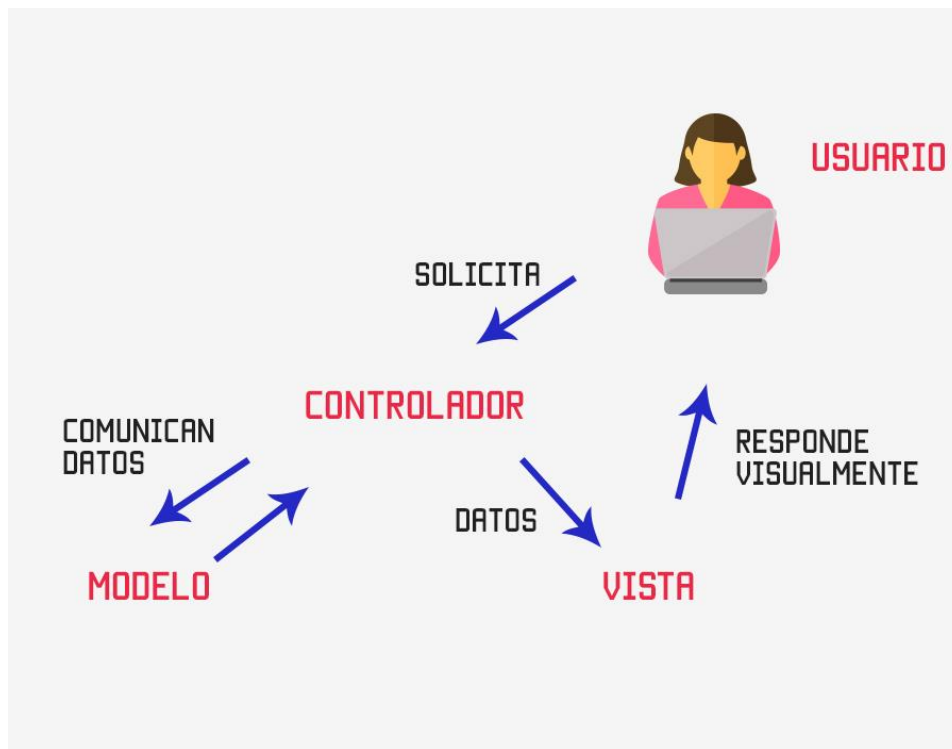 USUARIO
SOLICITA
CONTROLADOR
COMUNICAN
DATOS
RESPONDE
VISUALMENTE
DATOS
MODELO
VISTA